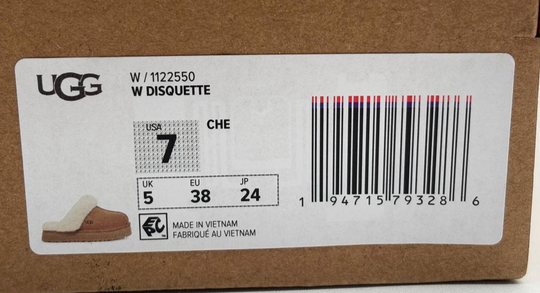 UGG
W / 1122550
W DISQUETTE
USA
7
CHE
UK EU JP
5 38 24
MADE IN VIETNAM
FABRIQUÉ AU VIETNAM
1 94715 79328 6